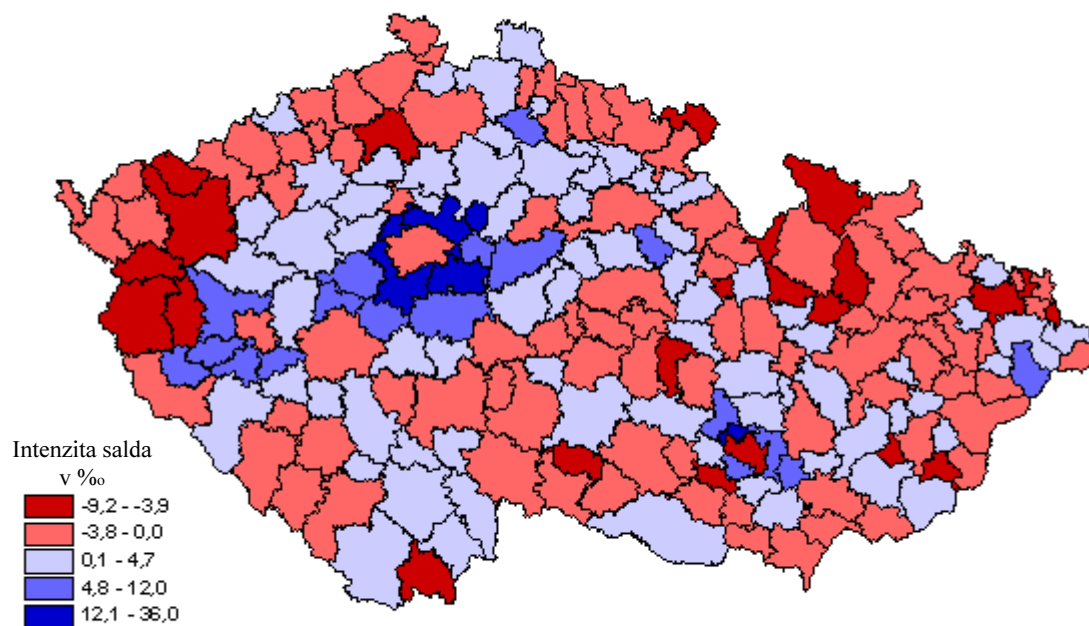 Intenzita salda
v ‰
-9,2 - -3,9
-3,8 - 0,0
0,1 - 4,7
4,8 - 12,0
12,1 - 36,0